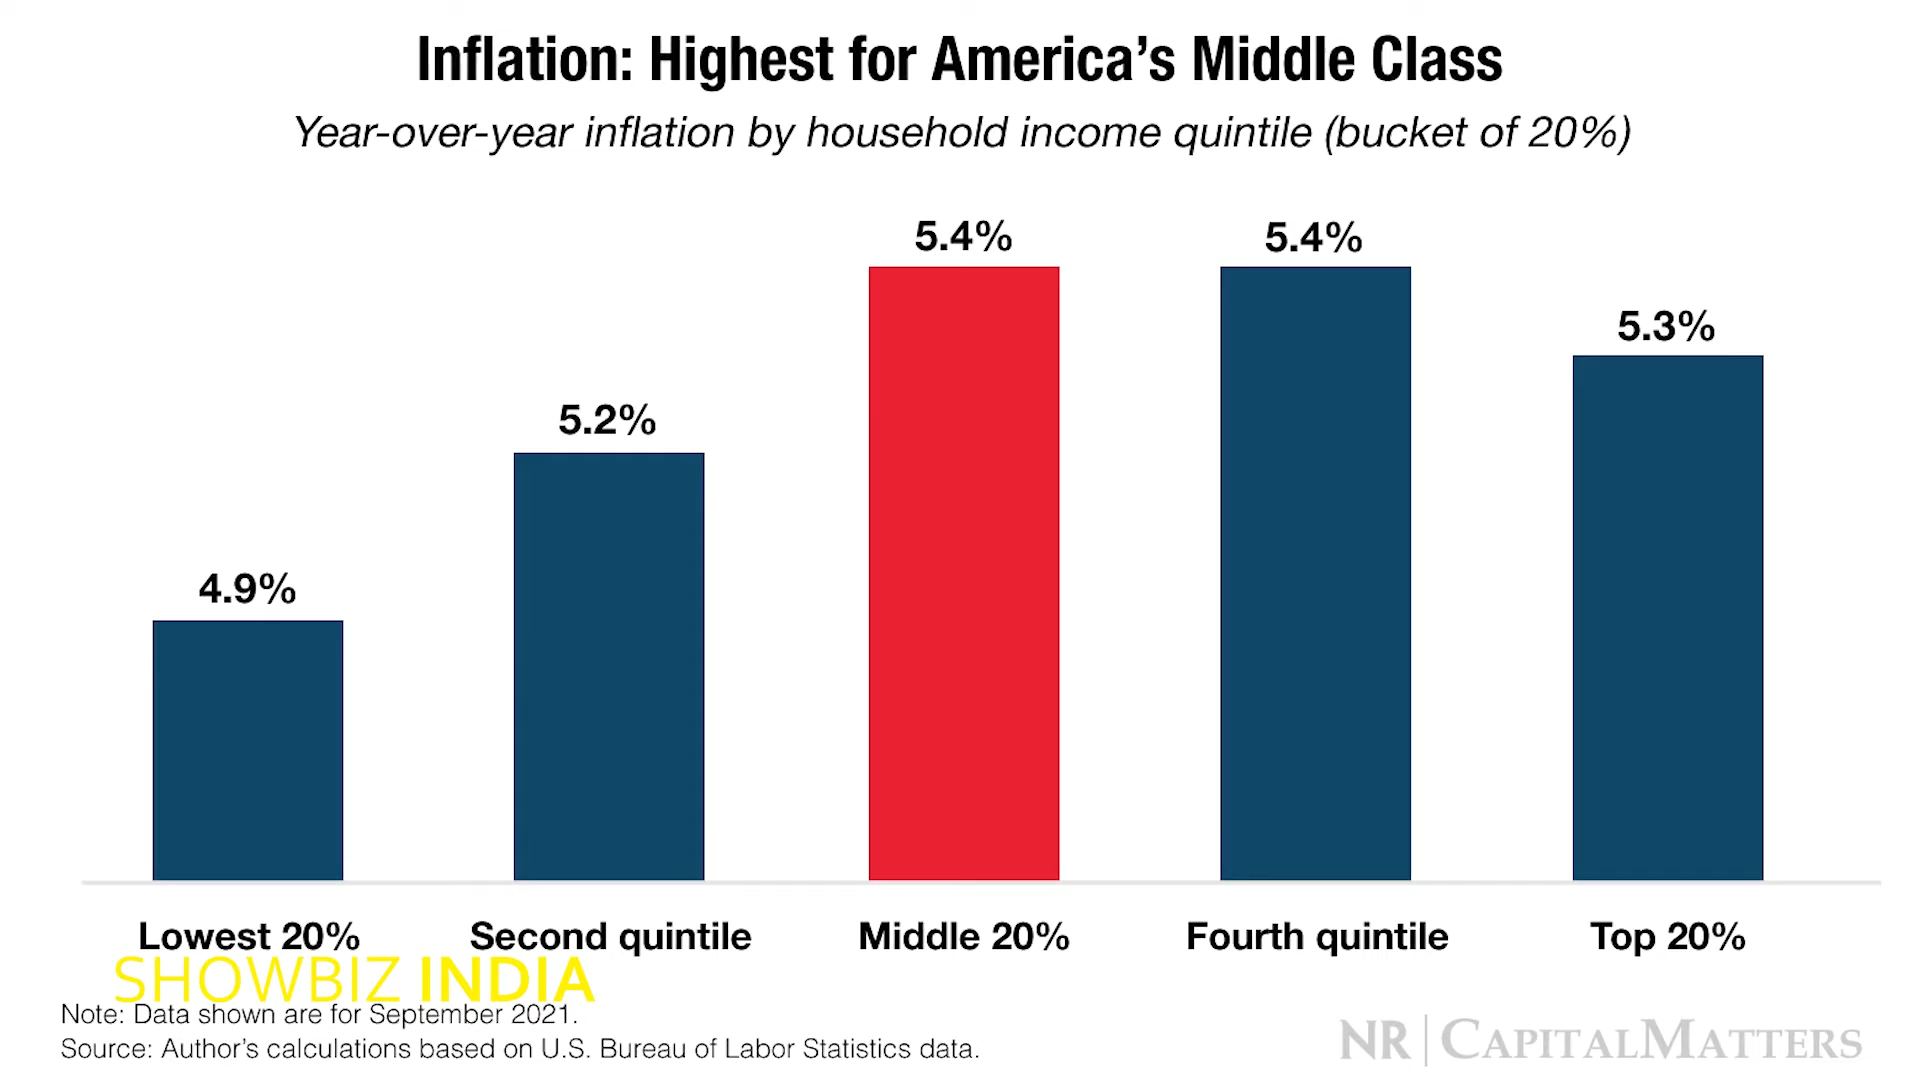 Inflation: Highest for America’s Middle Class
Year-over-year inflation by household income quintile (bucket of 20%)
4.9%
5.2%
5.4%
5.4%
5.3%
Lowest 20%
Second quintile
Middle 20%
Fourth quintile
Top 20%
SHOWBIZ INDIA
Note: Data shown are for September 2021.
Source: Author’s calculations based on U.S. Bureau of Labor Statistics data.
NR | CAPITALMATTERS